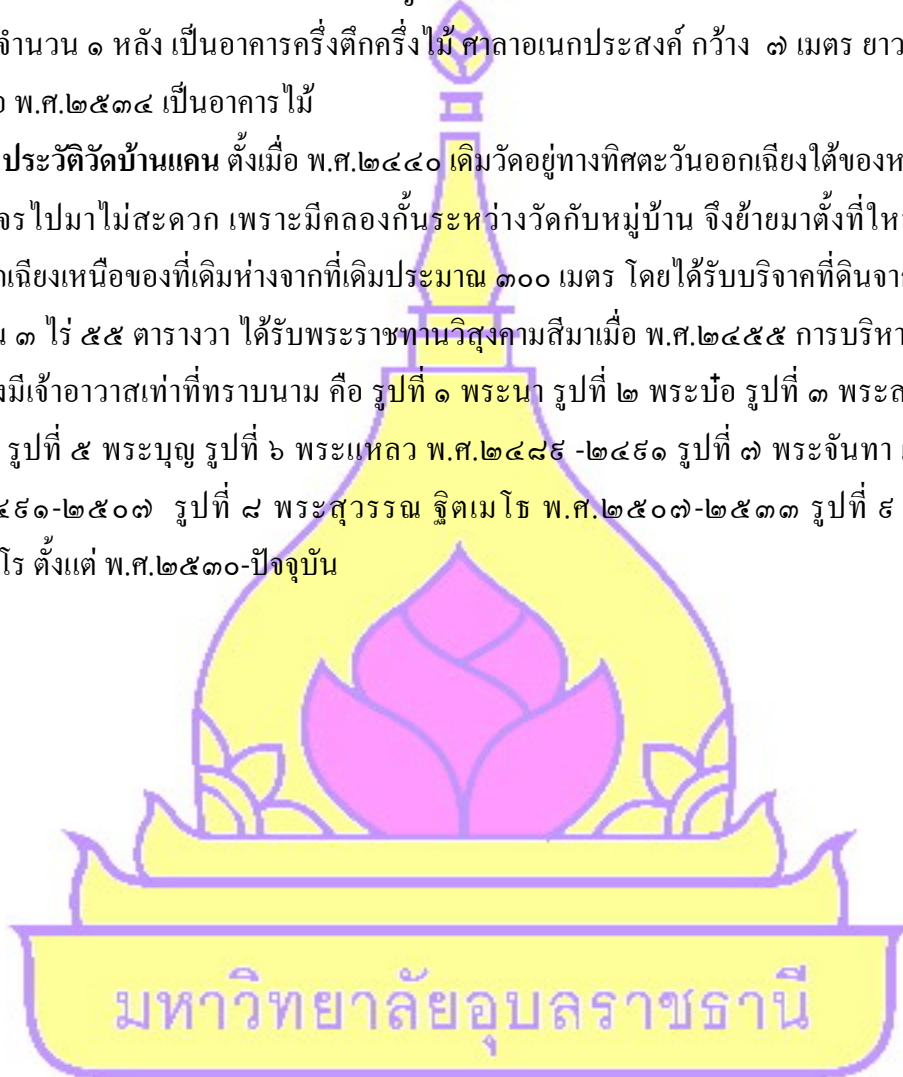 จำนวน ๑ หลัง เป็นอาคารครึ่งตึกครึ่งไม้ ศาลาอเนกประสงค์ กว้าง ๗ เมตร ยาว
พ.ศ.๒๕๓๔ เป็นอาคารไม้
ประวัติวัดบ้านแคน ตั้งเมื่อ พ.ศ.๒๔๔๐ เดิมวัดอยู่ทางทิศตะวันออกเฉียงใต้ของห
จรไปมาไม่สะดวก เพราะมีคลองกั้นระหว่างวัดกับหมู่บ้าน จึงย้ายมาตั้งที่ให
กเฉียงเหนือของที่เดิมห่างจากที่เดิมประมาณ ๓๐๐ เมตร โดยได้รับบริจาคที่ดินจา
น ๓ ไร่ ๕๕ ตารางวา ได้รับพระราชทานวิสุงคามสีมาเมื่อ พ.ศ.๒๔๕๕ การบริหา
งมีเจ้าอาวาสเท่าที่ทราบนาม คือ รูปที่ ๑ พระนา รูปที่ ๒ พระบ๋อ รูปที่ ๓ พระส
รูปที่ ๕ พระบุญ รูปที่ ๖ พระแหลว พ.ศ.๒๔๘๙ -๒๔๙๑ รูปที่ ๗ พระจันทา
๔๙๑-๒๕๐๗ รูปที่ ๘ พระสุวรรณ ฐิตเมโธ พ.ศ.๒๕๐๗-๒๕๓๓ รูปที่ ๙
โร ตั้งแต่ พ.ศ.๒๕๓๐-ปัจจุบัน
มหาวิทยาลัยอุบลราชธานี